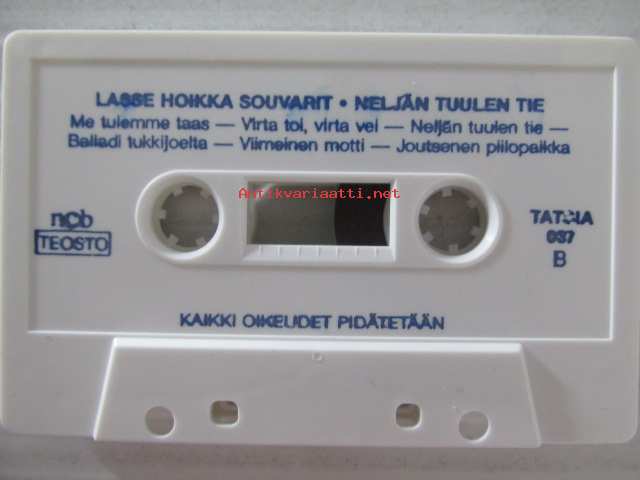 LASSE HOIKKA SOUVARIT • NELJÄN TUULEN TIE
Me tulemme taas — Virta toi, virta vei — Neljän tuulen tie —
Balladi tukkijoelta — Viimeinen motti — Joutsenen piilopaikka
Antikvariaatti.net
ncb
TEOSTO
B
KAIKKI OIKEUDET PIDÄTETÄÄN